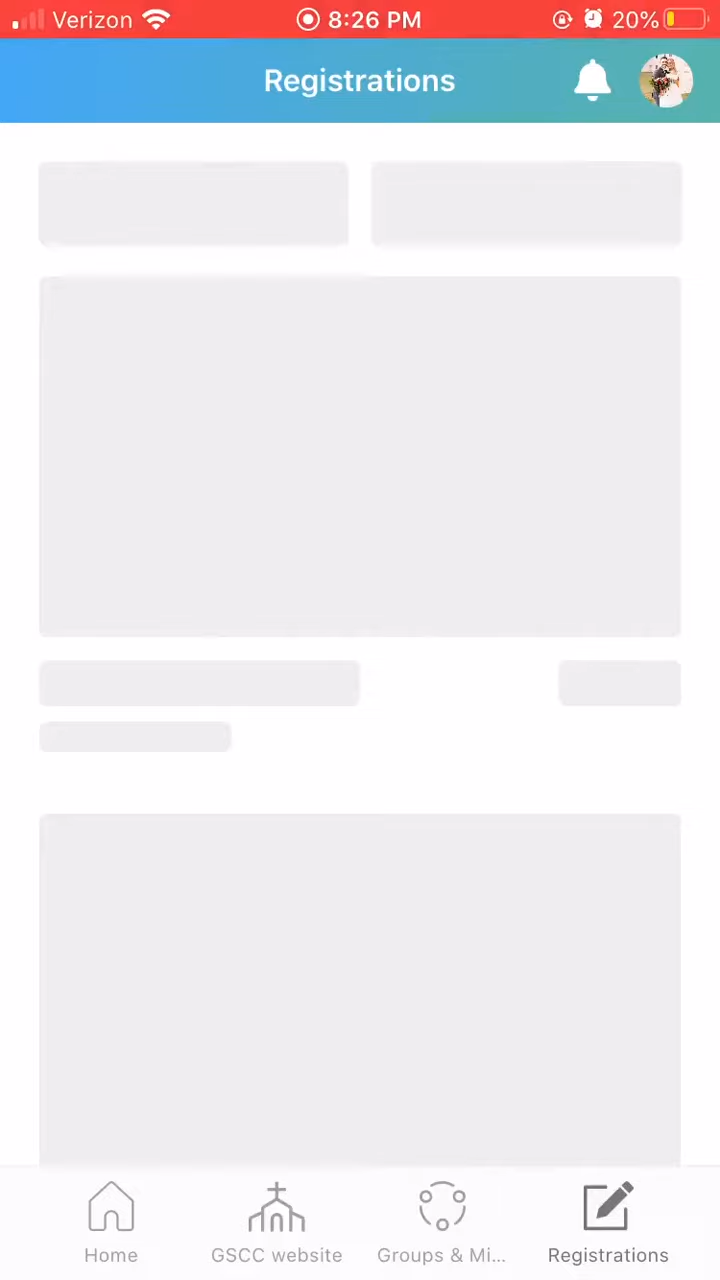 Verizon 8:26 PM 20%
Registrations
Home GSCC website Groups & Mi... Registrations